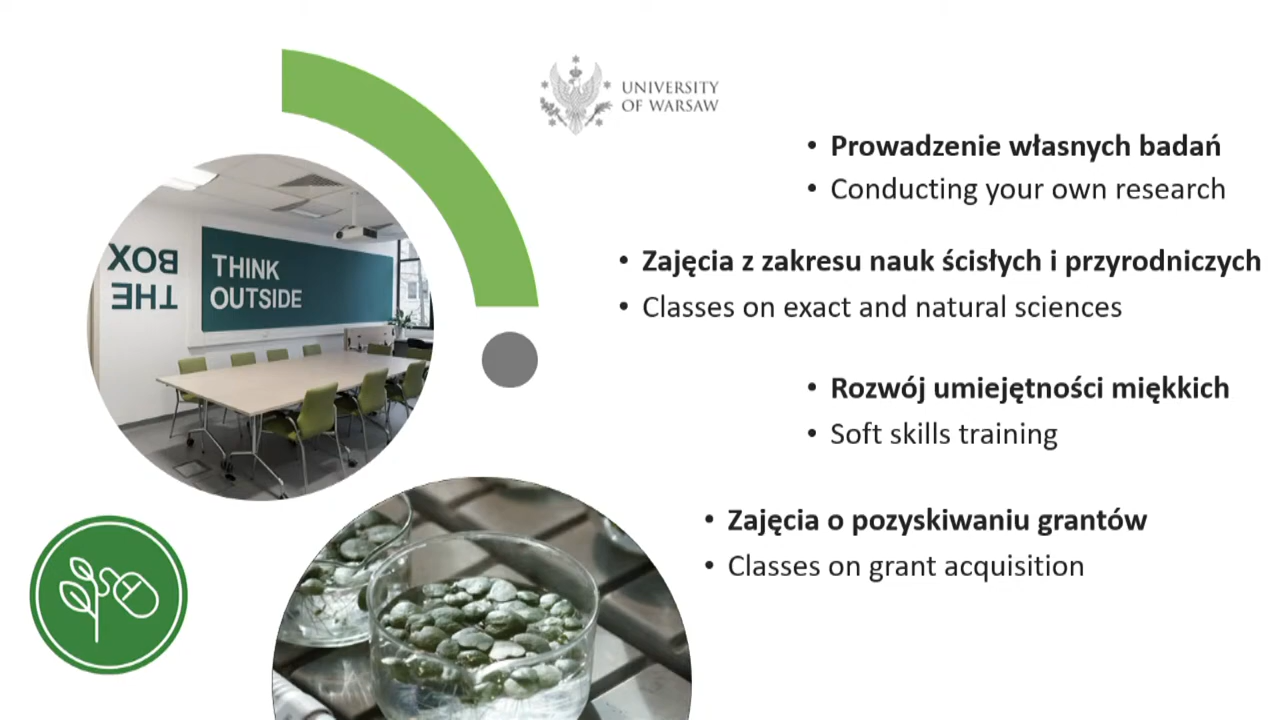 UNIVERSITY
OF WARSAW
• Prowadzenie własnych badań
• Conducting your own research
• Zajęcia z zakresu nauk ścisłych i przyrodniczych
• Classes on exact and natural sciences
• Rozwój umiejętności miękkich
• Soft skills training
• Zajęcia o pozyskiwaniu grantów
• Classes on grant acquisition
THINK
OUTSIDE
THE
BOX